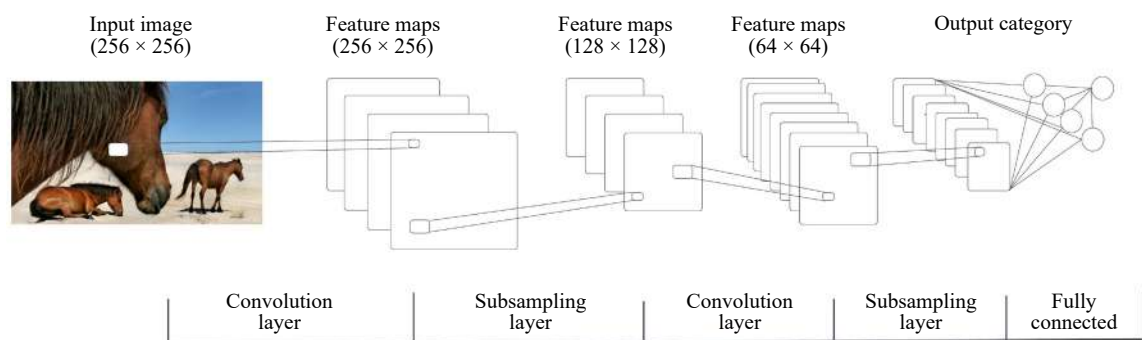 Input image
(256 × 256)
Feature maps
(256 × 256)
Feature maps
(128 × 128)
Feature maps
(64 × 64)
Output category
Convolution
layer
Subsampling
layer
Convolution
layer
Subsampling
layer
Fully
connected